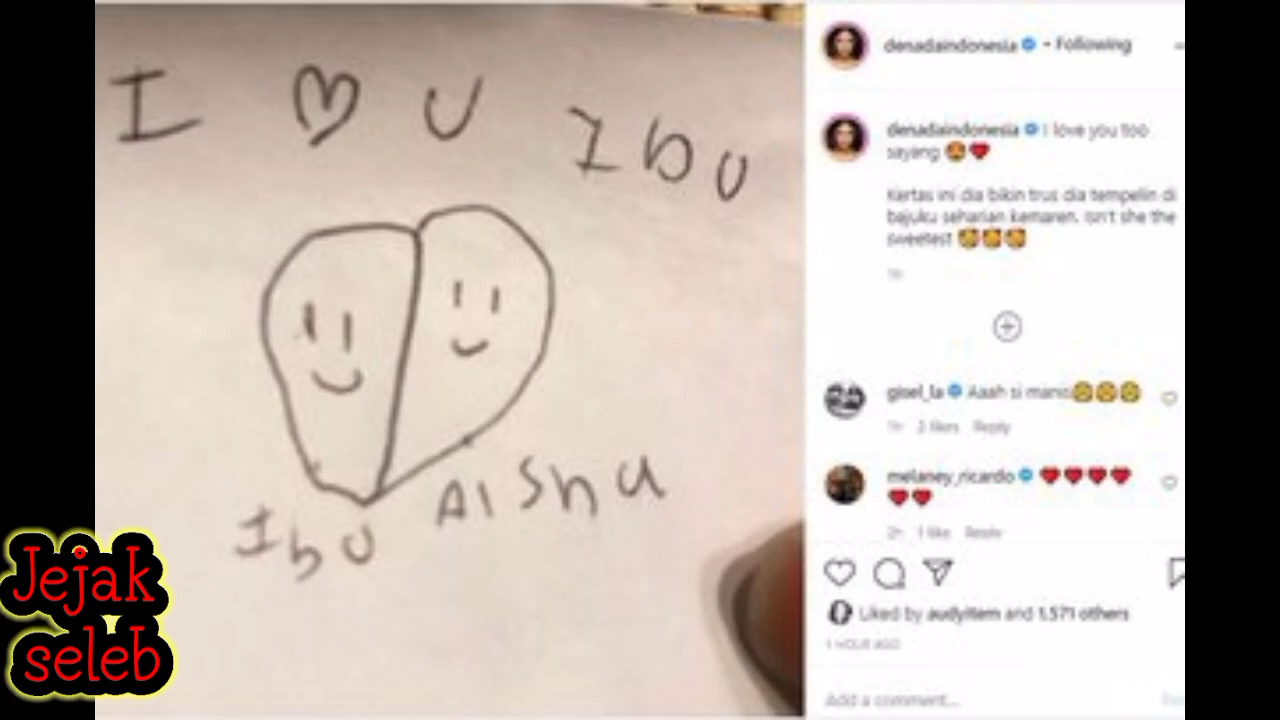 I ♡ U Ibu
Ibu
AIshu
denadaindonesia • Following
denadaindonesia I love you too
sayang 😍❤️
Kertas ini dia bikin trus dia tempelin di
bajuku seharian kemaren. isn't she the
sweetest 🥰🥰🥰
gisel_la Aaah si manis
1h 2 likes Reply
melaney_ricardo ❤️❤️❤️❤️
❤️❤️
2h 1 like Reply
Liked by audyitem and 1.571 others
1 HOUR AGO
Add a comment...
Jejak
seleb